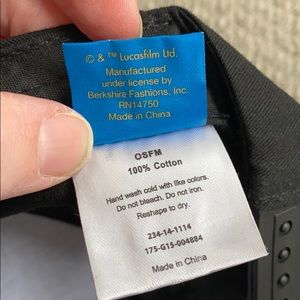 © & ™ Lucasfilm Ltd.
Manufactured
under license by
Berkshire Fashions, Inc.
RN14750
Made in China
OSFM
100% Cotton
Hand wash cold with like colors.
Do not bleach. Do not iron.
Reshape to dry.
234-14-1114
175-G15-004884
Made in China